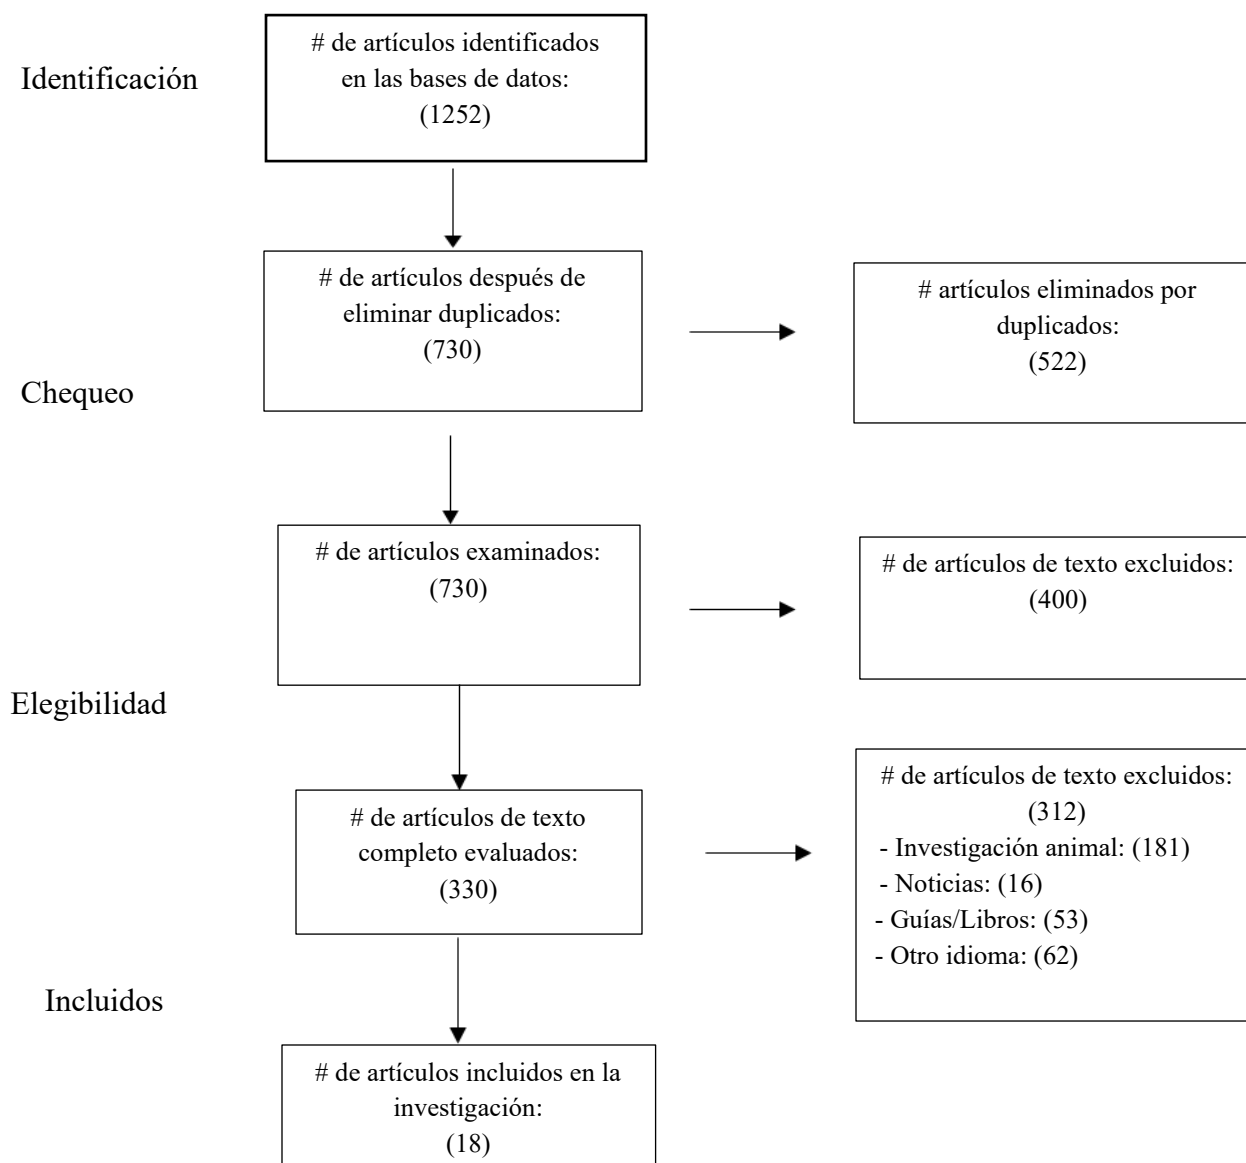 Identificación
# de artículos identificados
en las bases de datos:
(1252)
Chequeo
# de artículos después de
eliminar duplicados:
(730)
# artículos eliminados por
duplicados:
(522)
# de artículos examinados:
(730)
# de artículos de texto excluidos:
(400)
Elegibilidad
# de artículos de texto
completo evaluados:
(330)
# de artículos de texto excluidos:
(312)
- Investigación animal: (181)
- Noticias: (16)
- Guías/Libros: (53)
- Otro idioma: (62)
Incluidos
# de artículos incluidos en la
investigación:
(18)